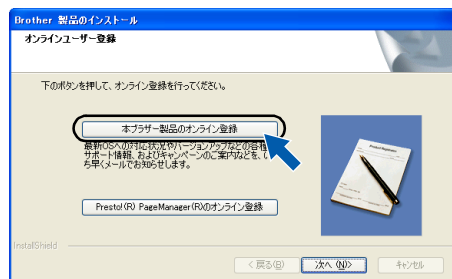 Brother 製品のインストール
オンラインユーザー登録
下のボタンを押して、オンライン登録を行ってください。
本ブラザー製品のオンライン登録
最新OSへの対応状況やバージョンアップなどの各種
サポート情報、およびキャンペーンのご案内などを、い
ち早くメールでお知らせします。
Product Registration
Presto!(R) PageManager(R)のオンライン登録
InstallShield
< 戻る(B)
次へ (N)>
キャンセル